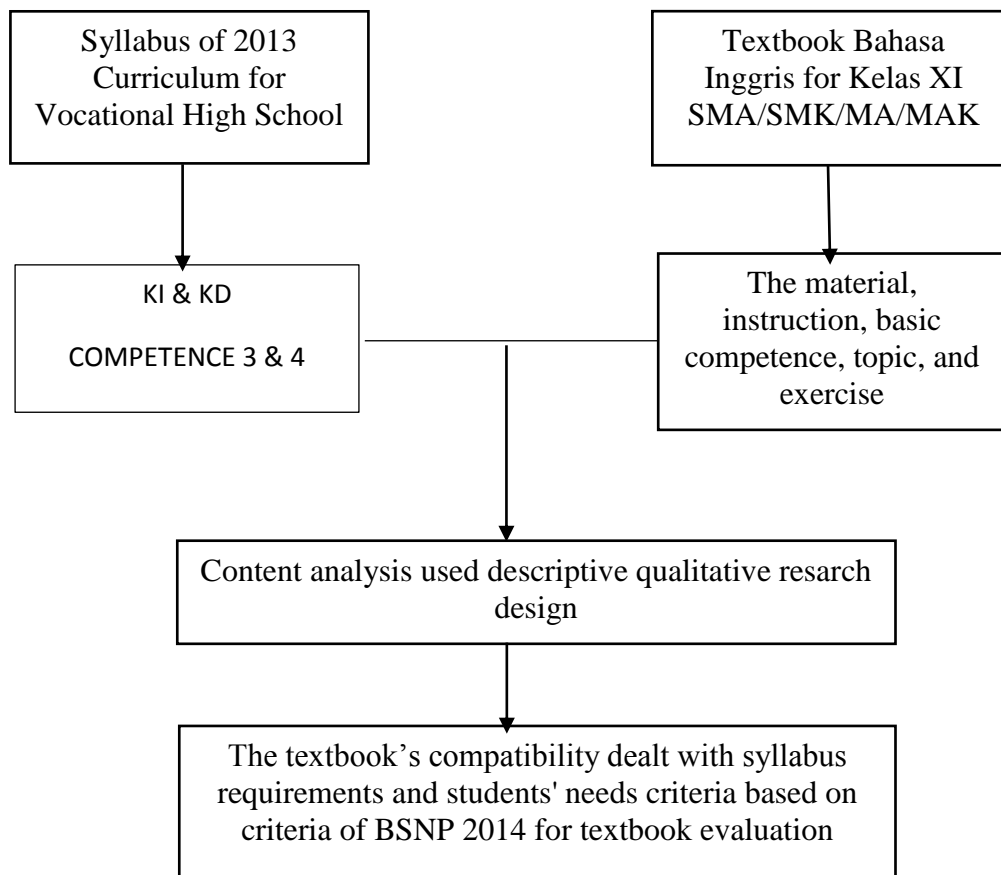 Syllabus of 2013
Curriculum for
Vocational High School
Textbook Bahasa
Inggris for Kelas XI
SMA/SMK/MA/MAK
KI & KD
COMPETENCE 3 & 4
The material,
instruction, basic
competence, topic, and
exercise
Content analysis used descriptive qualitative resarch
design
The textbook’s compatibility dealt with syllabus
requirements and students' needs criteria based on
criteria of BSNP 2014 for textbook evaluation